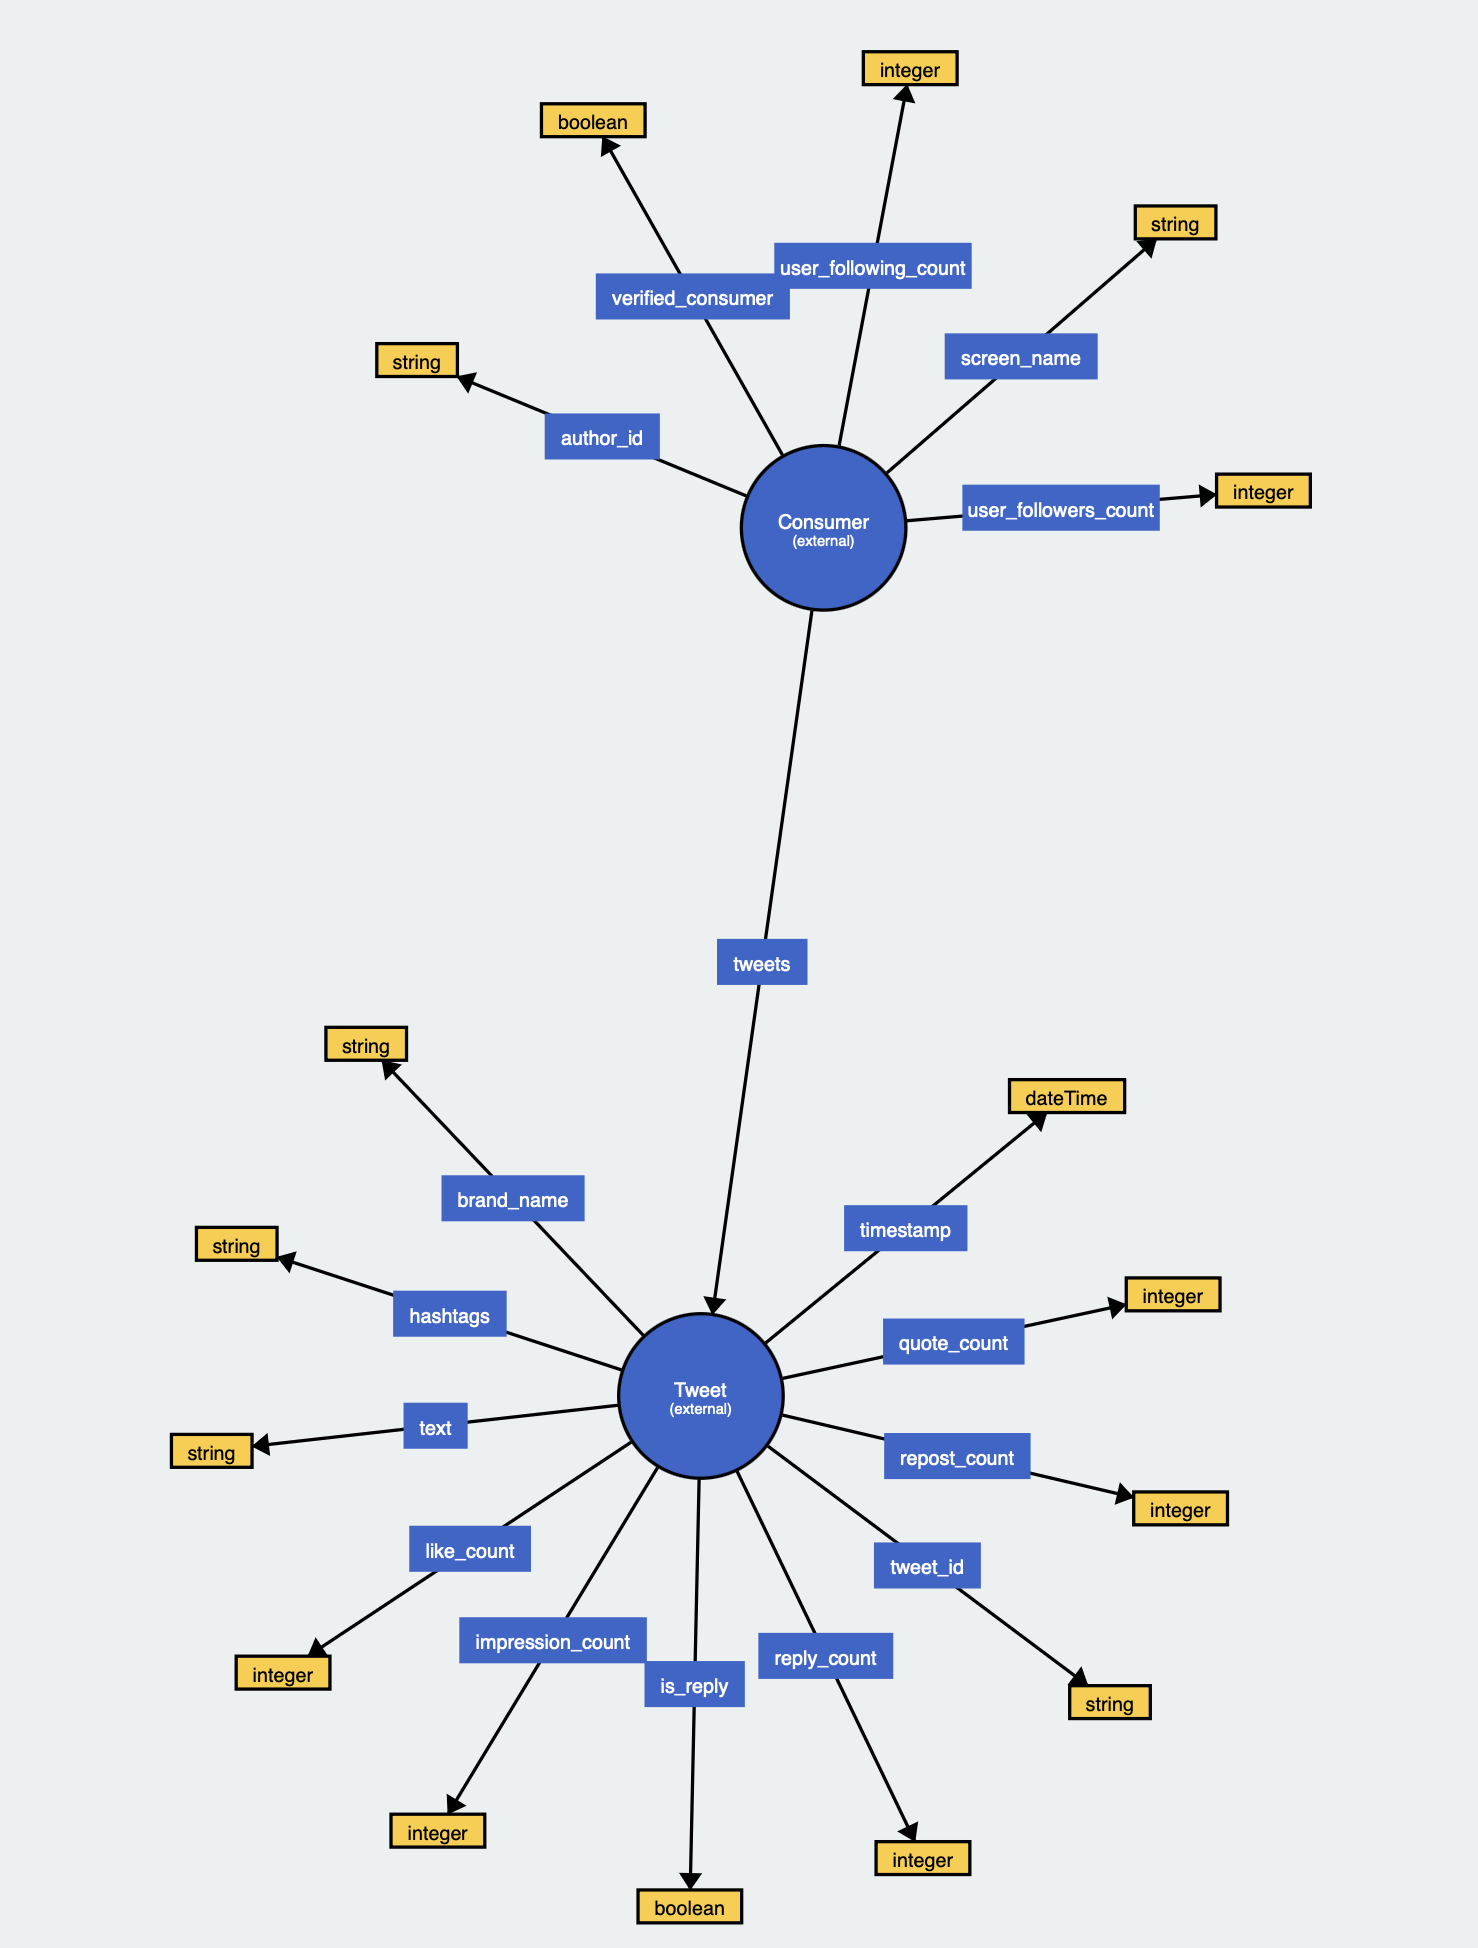 integer
boolean
string
user_following_count
verified_consumer
screen_name
string
author_id
integer
user_followers_count
Consumer
(external)
tweets
string
dateTime
brand_name
timestamp
string
integer
hashtags
quote_count
Tweet
(external)
text
string
repost_count
integer
like_count
tweet_id
impression_count
reply_count
integer
is_reply
string
integer
integer
boolean